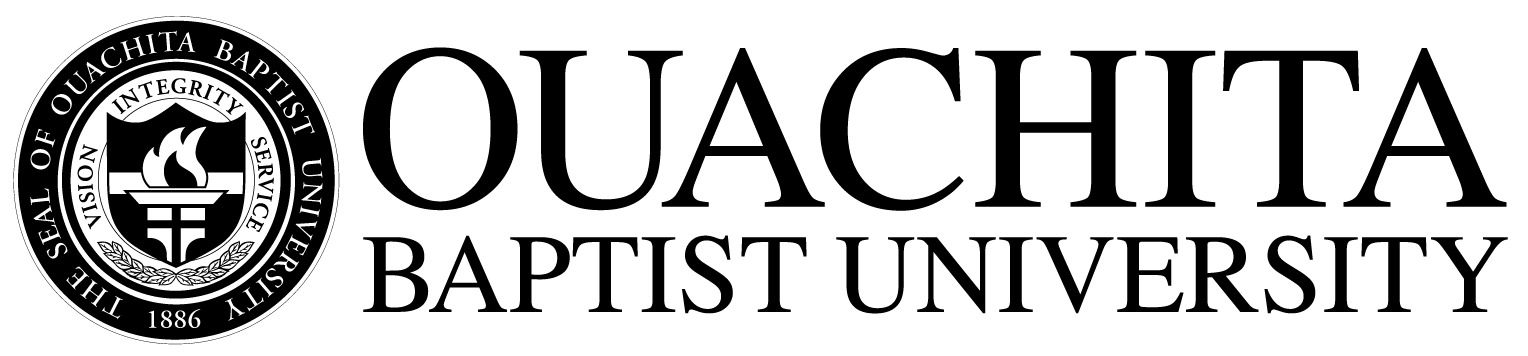 THE SEAL OF OUACHITA BAPTIST UNIVERSITY
1886
VISION
INTEGRITY
SERVICE
OUACHITA
BAPTIST UNIVERSITY